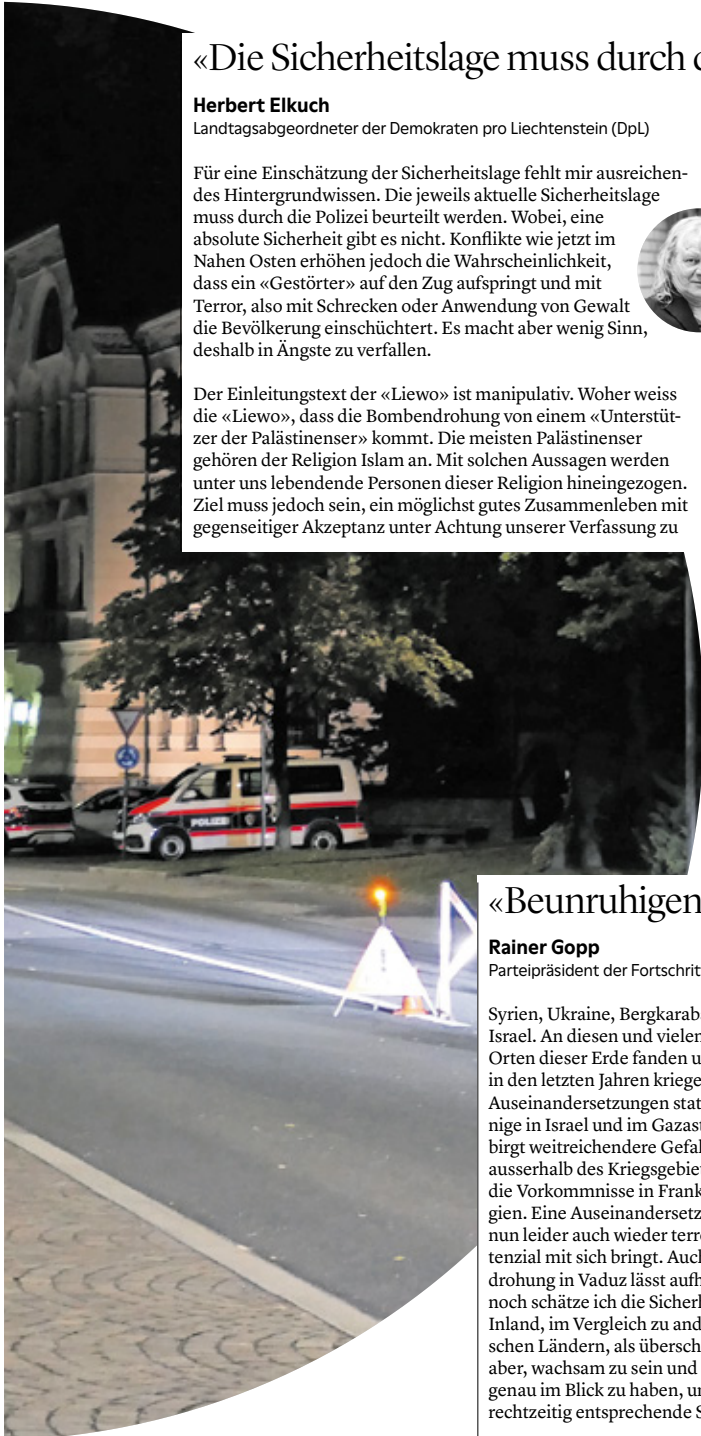 «Die Sicherheitslage muss durch
Herbert Elkuch
Landtagsabgeordneter der Demokraten pro Liechtenstein (DpL)
Für eine Einschätzung der Sicherheitslage fehlt mir ausreichen-
des Hintergrundwissen. Die jeweils aktuelle Sicherheitslage
muss durch die Polizei beurteilt werden. Wobei, eine
absolute Sicherheit gibt es nicht. Konflikte wie jetzt im
Nahen Osten erhöhen jedoch die Wahrscheinlichkeit,
dass ein «Gestörter» auf den Zug aufspringt und mit
Terror, also mit Schrecken oder Anwendung von Gewalt
die Bevölkerung einschüchtert. Es macht aber wenig Sinn,
deshalb in Ängste zu verfallen.
Der Einleitungstext der «Liewo» ist manipulativ. Woher weiss
die «Liewo», dass die Bombendrohung von einem «Unterstüt-
zer der Palästinenser» kommt. Die meisten Palästinenser
gehören der Religion Islam an. Mit solchen Aussagen werden
unter uns lebendende Personen dieser Religion hineingezogen.
Ziel muss jedoch sein, ein möglichst gutes Zusammenleben mit
gegenseitiger Akzeptanz unter Achtung unserer Verfassung zu
POLIZEI
«Beunruhigen
Rainer Gopp
Parteipräsident der Fortschrit
Syrien, Ukraine, Bergkarab
Israel. An diesen und vielen
Orten dieser Erde fanden u
in den letzten Jahren kriege
Auseinandersetzungen stat
nige in Israel und im Gazast
birgt weitreichendere Gefal
ausserhalb des Kriegsgebie
die Vorkommnisse in Frank
gien. Eine Auseinandersetz
nun leider auch wieder terr
tenzial mit sich bringt. Auch
drohung in Vaduz lässt aufh
noch schätze ich die Sicherh
Inland, im Vergleich zu and
schen Ländern, als übersch
aber, wachsam zu sein und
genau im Blick zu haben, u
rechtzeitig entsprechende S